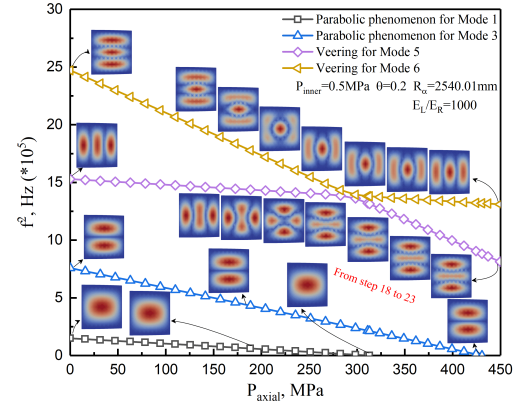 Parabolic phenomenon for Mode 1
Parabolic phenomenon for Mode 3
Veering for Mode 5
Veering for Mode 6
P_inner=0.5MPa θ=0.2 R_α=2540.01mm
E_L/E_R=1000
30
25
20
15
10
5
0
f², Hz (*10⁵)
From step 18 to 23
0 50 100 150 200 250 300 350 400 450
P_axial, MPa